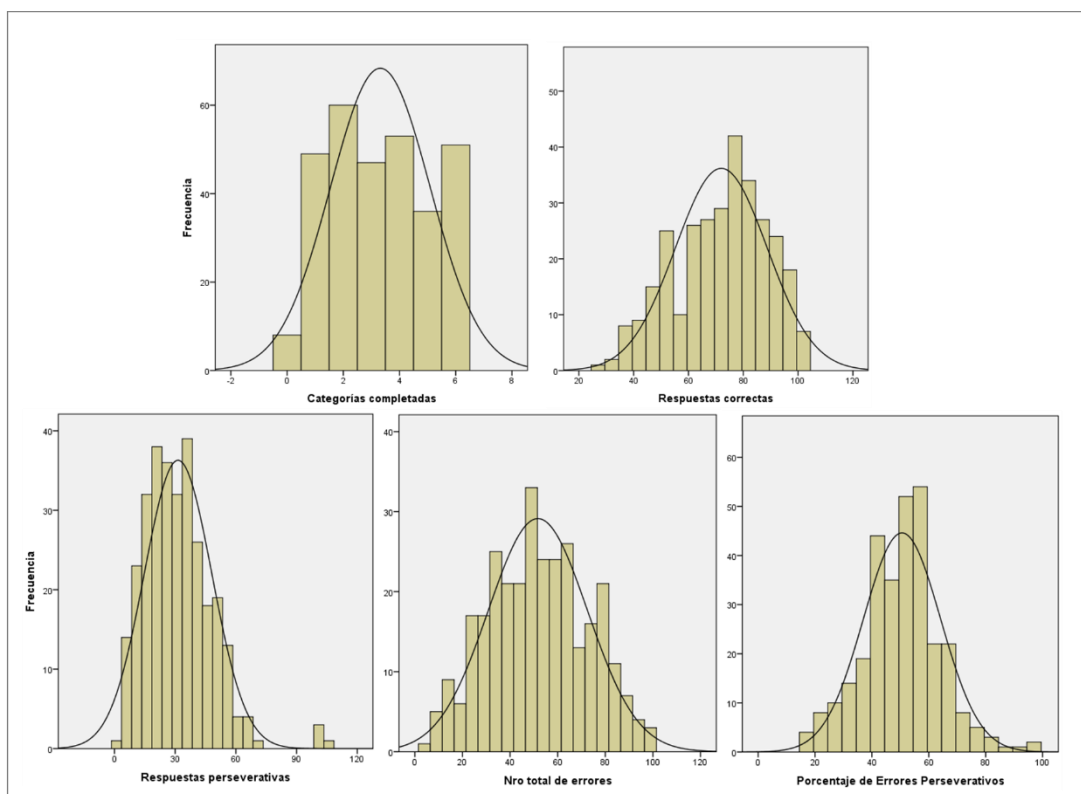 Frecuencia
60
40
20
0
-2 0 2 4 6 8
Categorías completadas
50
40
30
20
10
0
20 40 60 80 100 120
Respuestas correctas
Frecuencia
40
30
20
10
0
0 30 60 90 120
Respuestas perseverativas
40
30
20
10
0
0 20 40 60 80 100 120
Nro total de errores
60
50
40
30
20
10
0
0 20 40 60 80 100
Porcentaje de Errores Perseverativos